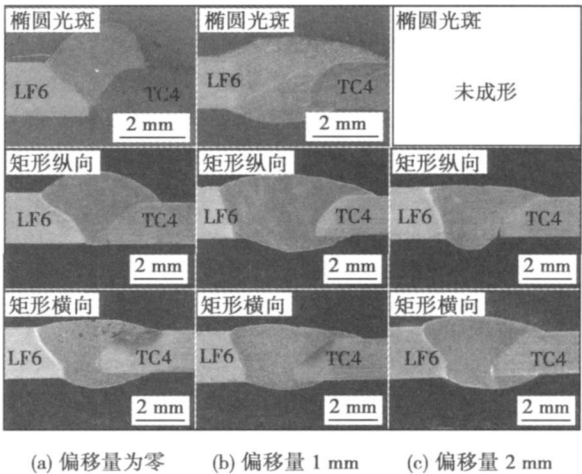 椭圆光斑 椭圆光斑 椭圆光斑
LF6 TC4 LF6 TC4 未成形
2 mm 2 mm
矩形纵向 矩形纵向 矩形纵向
LF6 TC4 LF6 TC4 LF6 TC4
2 mm 2 mm 2 mm
矩形横向 矩形横向 矩形横向
LF6 TC4 LF6 TC4 LF6 TC4
2 mm 2 mm 2 mm
(a) 偏移量为零 (b) 偏移量 1 mm (c) 偏移量 2 mm